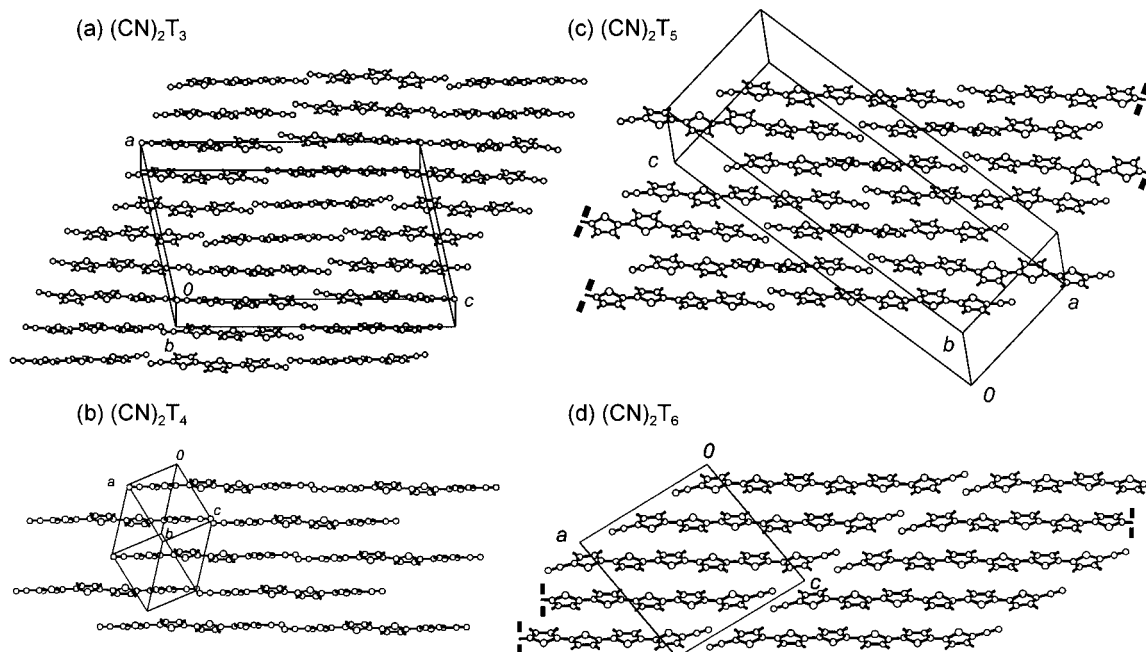 (a) (CN)₂T₃
a
0
c
b
(b) (CN)₂T₄
0
a
c
b
(c) (CN)₂T₅
c
a
b
0
(d) (CN)₂T₆
0
a
c